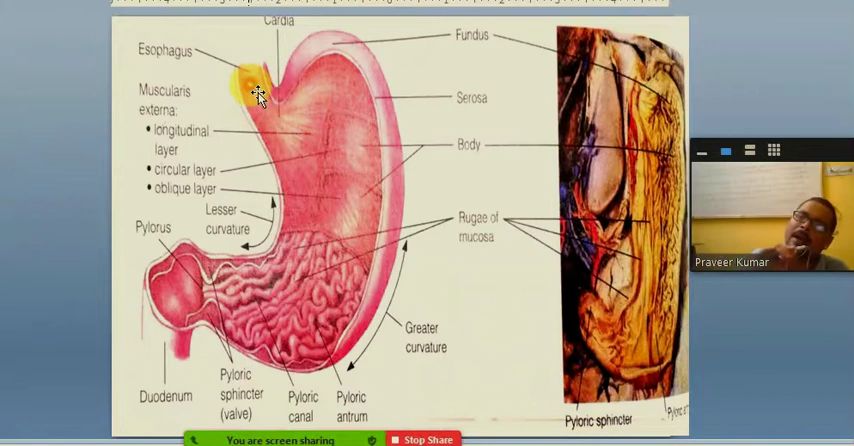 Cardia
Esophagus
Fundus
Muscularis
externa:
• longitudinal
layer
• circular layer
• oblique layer
Serosa
Body
Lesser
curvature
Pylorus
Rugae of
mucosa
Praveer Kumar
Greater
curvature
Duodenum
Pyloric
sphincter
(valve)
Pyloric
canal
Pyloric
antrum
Pyloric sphincter
You are screen sharing
Stop Share